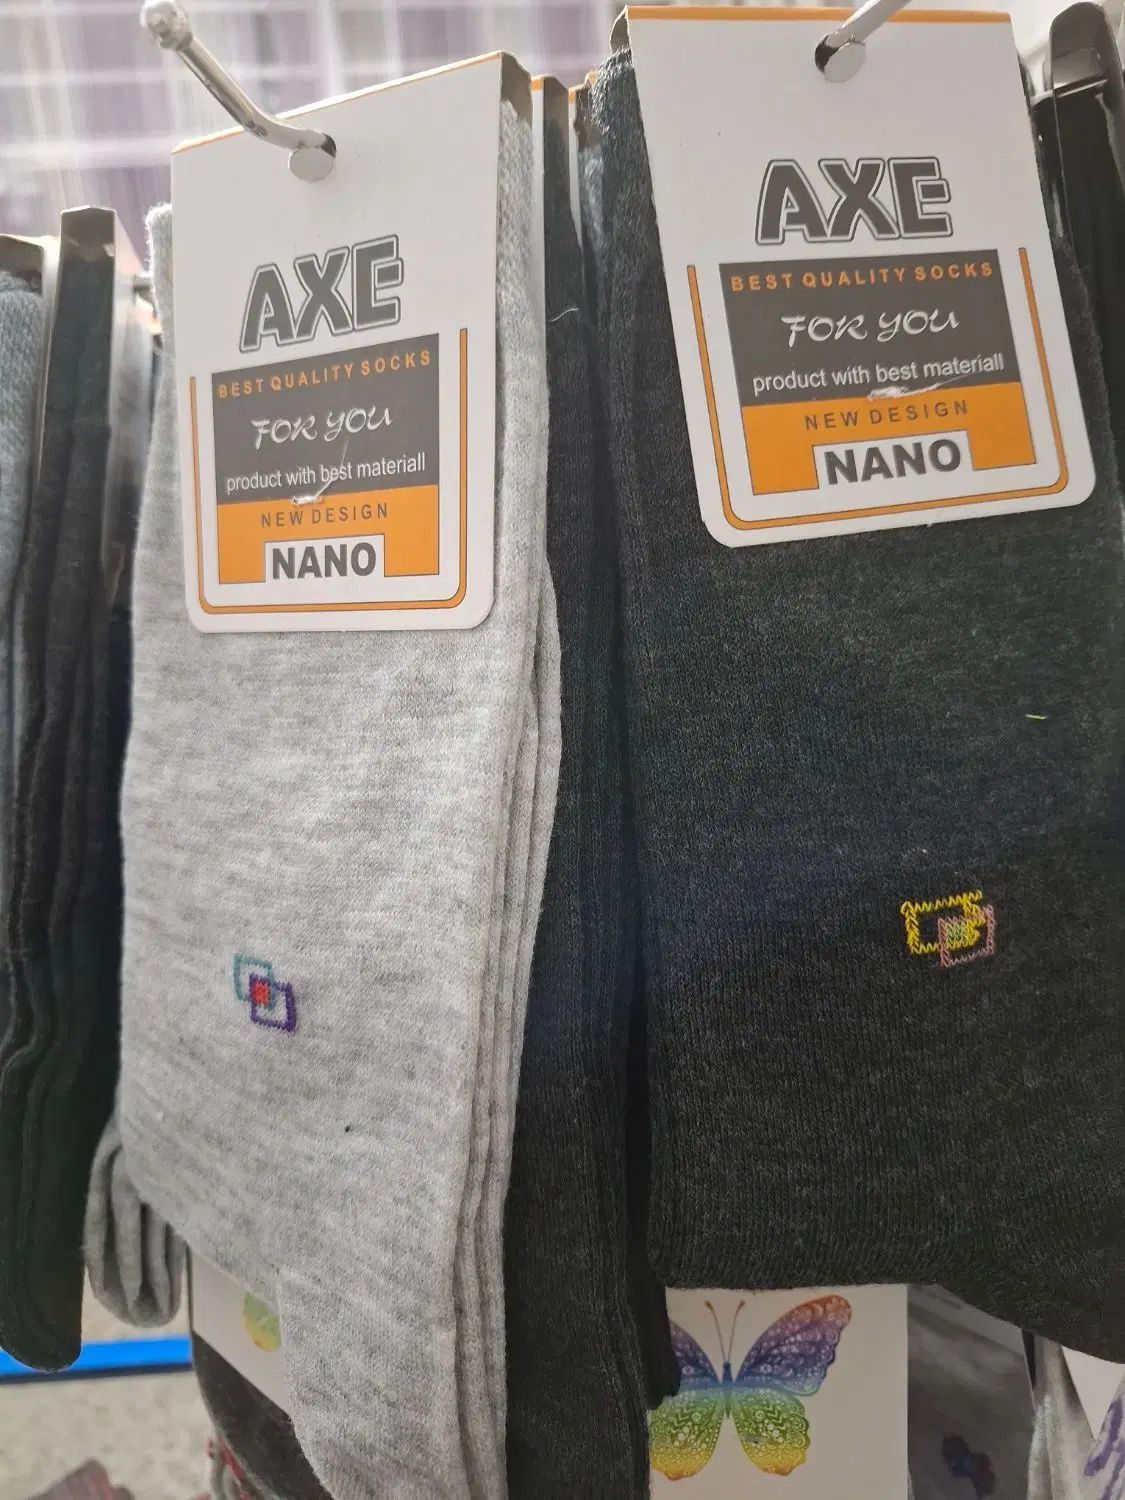 AXE
BEST QUALITY SOCKS
FOR YOU
product with best materiall
NEW DESIGN
NANO
AXE
BEST QUALITY SOCKS
FOR YOU
product with best materiall
NEW DESIGN
NANO